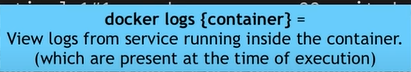 docker logs {container} =
View logs from service running inside the container.
(which are present at the time of execution)